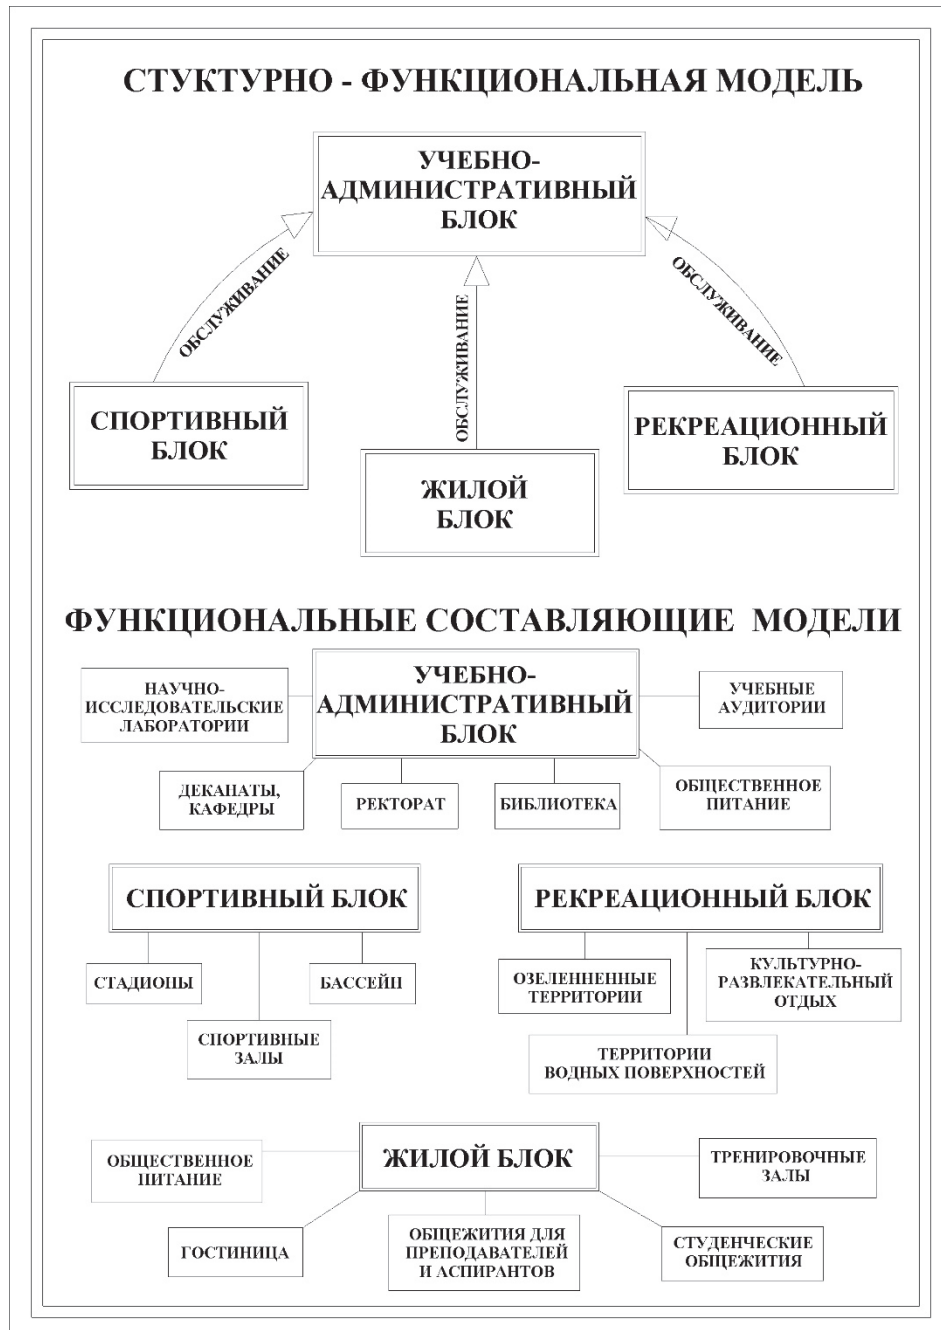 СТУКТУРНО - ФУНКЦИОНАЛЬНАЯ МОДЕЛЬ
УЧЕБНО-
АДМИНИСТРАТИВНЫЙ
БЛОК
ОБСЛУЖИВАНИЕ
ОБСЛУЖИВАНИЕ
ОБСЛУЖИВАНИЕ
СПОРТИВНЫЙ
БЛОК
ЖИЛОЙ
БЛОК
РЕКРЕАЦИОННЫЙ
БЛОК
ФУНКЦИОНАЛЬНЫЕ СОСТАВЛЯЮЩИЕ МОДЕЛИ
УЧЕБНО-
АДМИНИСТРАТИВНЫЙ
БЛОК
НАУЧНО-
ИССЛЕДОВАТЕЛЬСКИЕ
ЛАБОРАТОРИИ
УЧЕБНЫЕ
АУДИТОРИИ
ДЕКАНАТЫ,
КАФЕДРЫ
РЕКТОРАТ
БИБЛИОТЕКА
ОБЩЕСТВЕННОЕ
ПИТАНИЕ
СПОРТИВНЫЙ БЛОК
СТАДИОНЫ
СПОРТИВНЫЕ
ЗАЛЫ
БАССЕЙН
РЕКРЕАЦИОННЫЙ БЛОК
ОЗЕЛЕННЕННЫЕ
ТЕРРИТОРИИ
ТЕРРИТОРИИ
ВОДНЫХ ПОВЕРХНОСТЕЙ
КУЛЬТУРНО-
РАЗВЛЕКАТЕЛЬНЫЙ
ОТДЫХ
ЖИЛОЙ БЛОК
ОБЩЕСТВЕННОЕ
ПИТАНИЕ
ТРЕНИРОВОЧНЫЕ
ЗАЛЫ
ГОСТИНИЦА
ОБЩЕЖИТИЯ ДЛЯ
ПРЕПОДАВАТЕЛЕЙ
И АСПИРАНТОВ
СТУДЕНЧЕСКИЕ
ОБЩЕЖИТИЯ